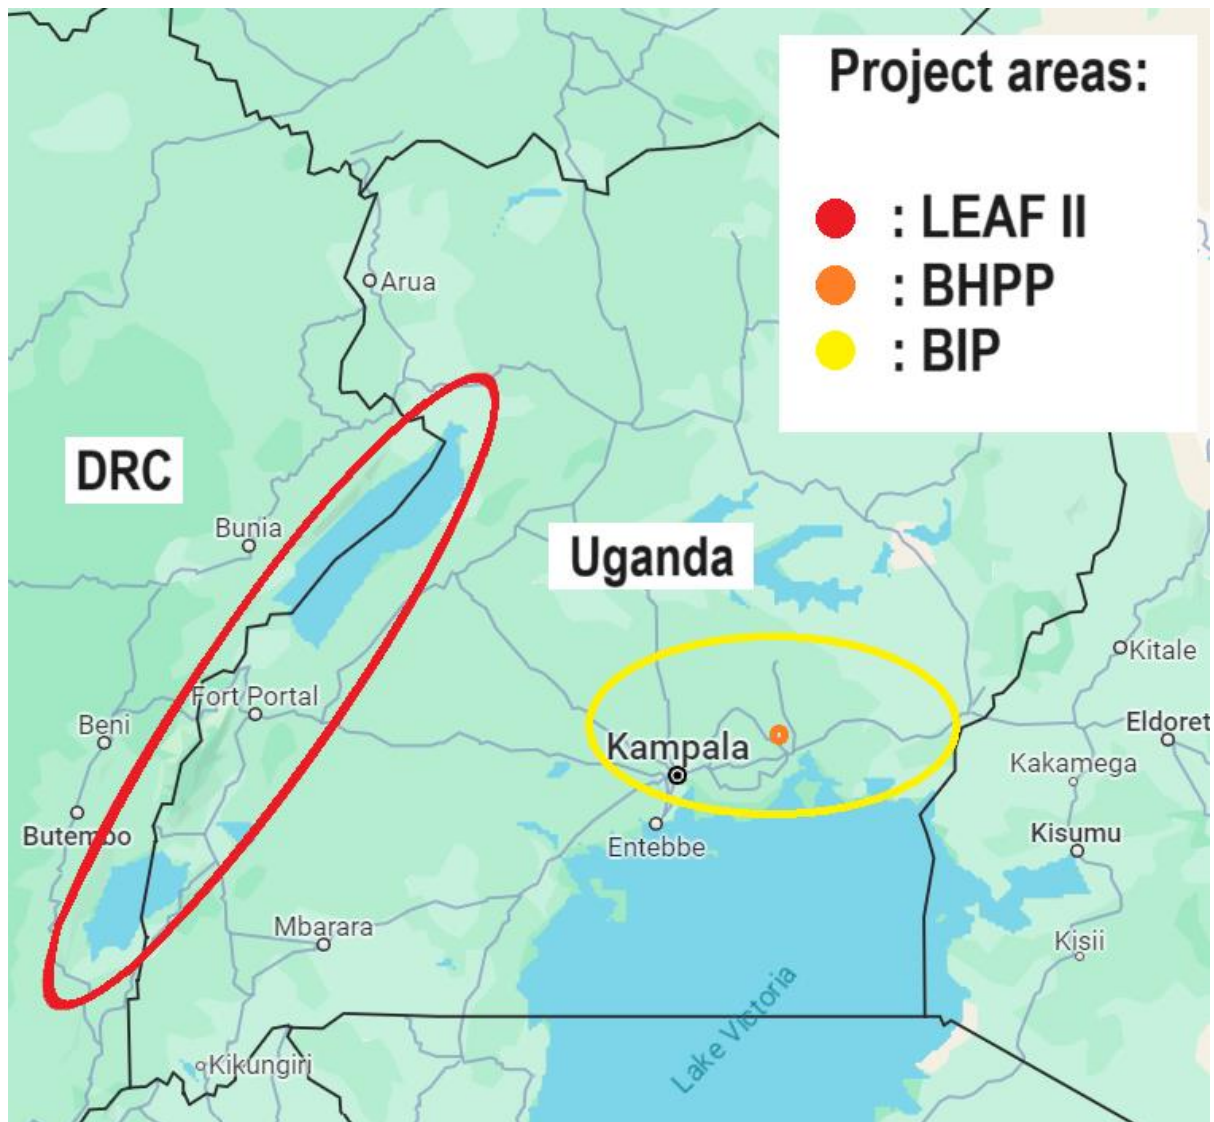 Project areas:
: LEAF II
: BHPP
: BIP
Arua
DRC
Bunia
Uganda
Kitale
Fort Portal
Beni
Eldoret
Kampala
Kakamega
Butembo
Kisumu
Entebbe
Mbarara
Kisii
Lake Victoria
Kikungiri